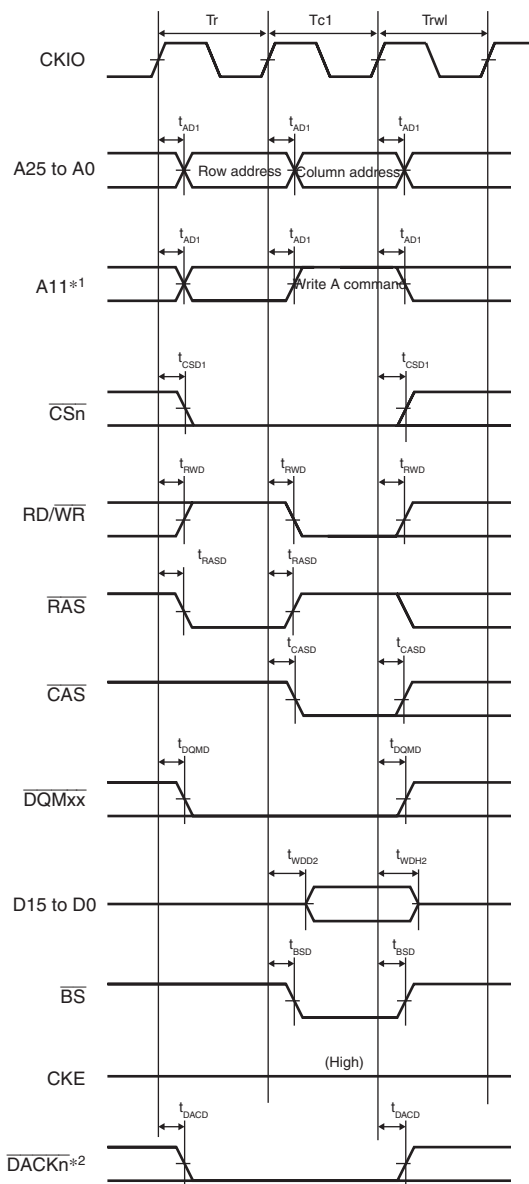 Tr Tc1 Trwl
CKIO
tAD1 tAD1 tAD1
A25 to A0 Row address Column address
tAD1 tAD1 tAD1
A11*1 Write A command
tCSD1 tCSD1
CSn
tRWD tRWD tRWD
RD/WR
tRASD tRASD
RAS
tCASD tCASD
CAS
tDQMD tDQMD
DQMxx
tWDD2 tWDH2
D15 to D0
tBSD tBSD
BS
(High)
CKE
tDACD tDACD
DACKn*2